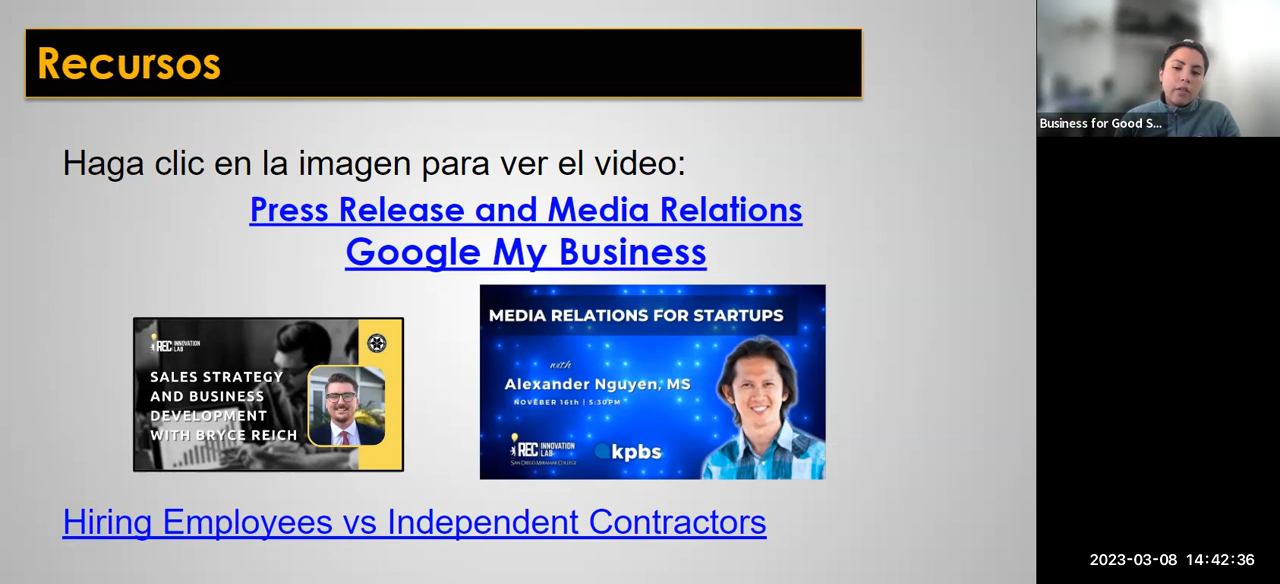 Recursos
Business for Good S...
Haga clic en la imagen para ver el video:
Press Release and Media Relations
Google My Business
REC INNOVATION LAB
SALES STRATEGY
AND BUSINESS
DEVELOPMENT
WITH BRYCE REICH
MEDIA RELATIONS FOR STARTUPS
with
Alexander Nguyen, MS
NOVEBER 16th | 5:30PM
REC INNOVATION LAB
SAN DIEGO MIRAMAR COLLEGE
kpbs
Hiring Employees vs Independent Contractors
2023-03-08 14:42:36